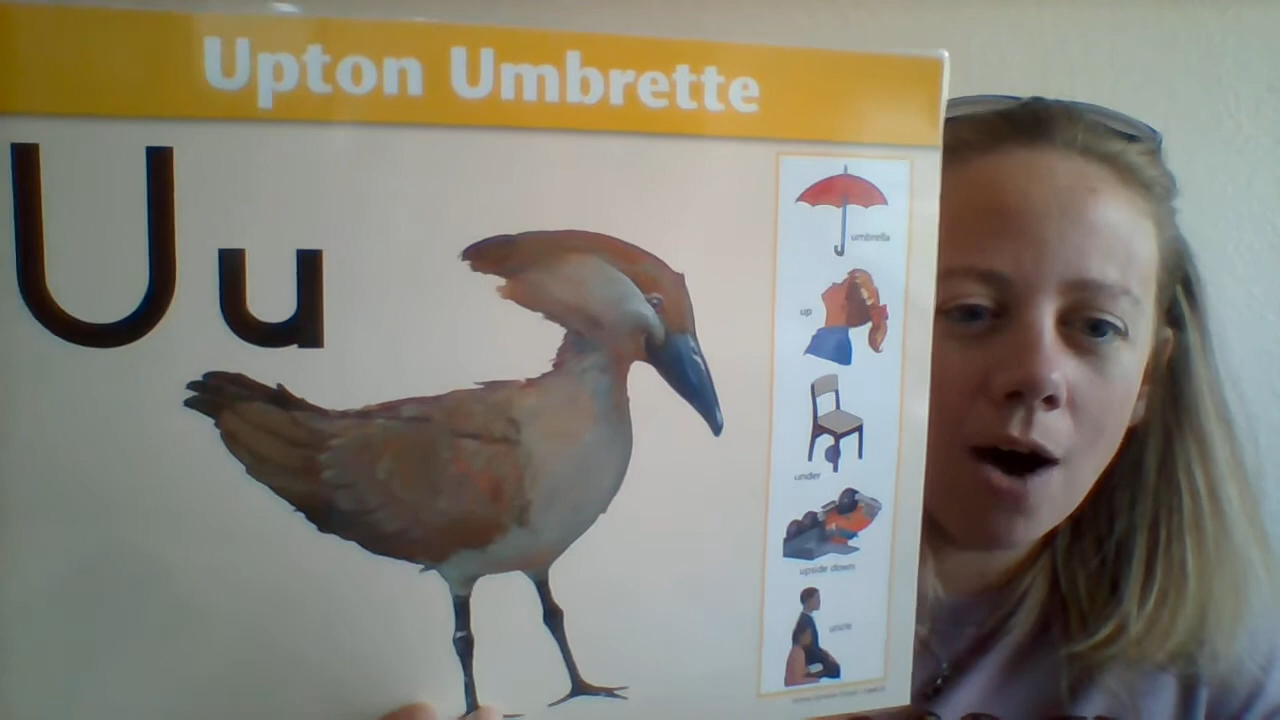 Upton Umbrette
U u
umbrella
up
under
upside down
uncle